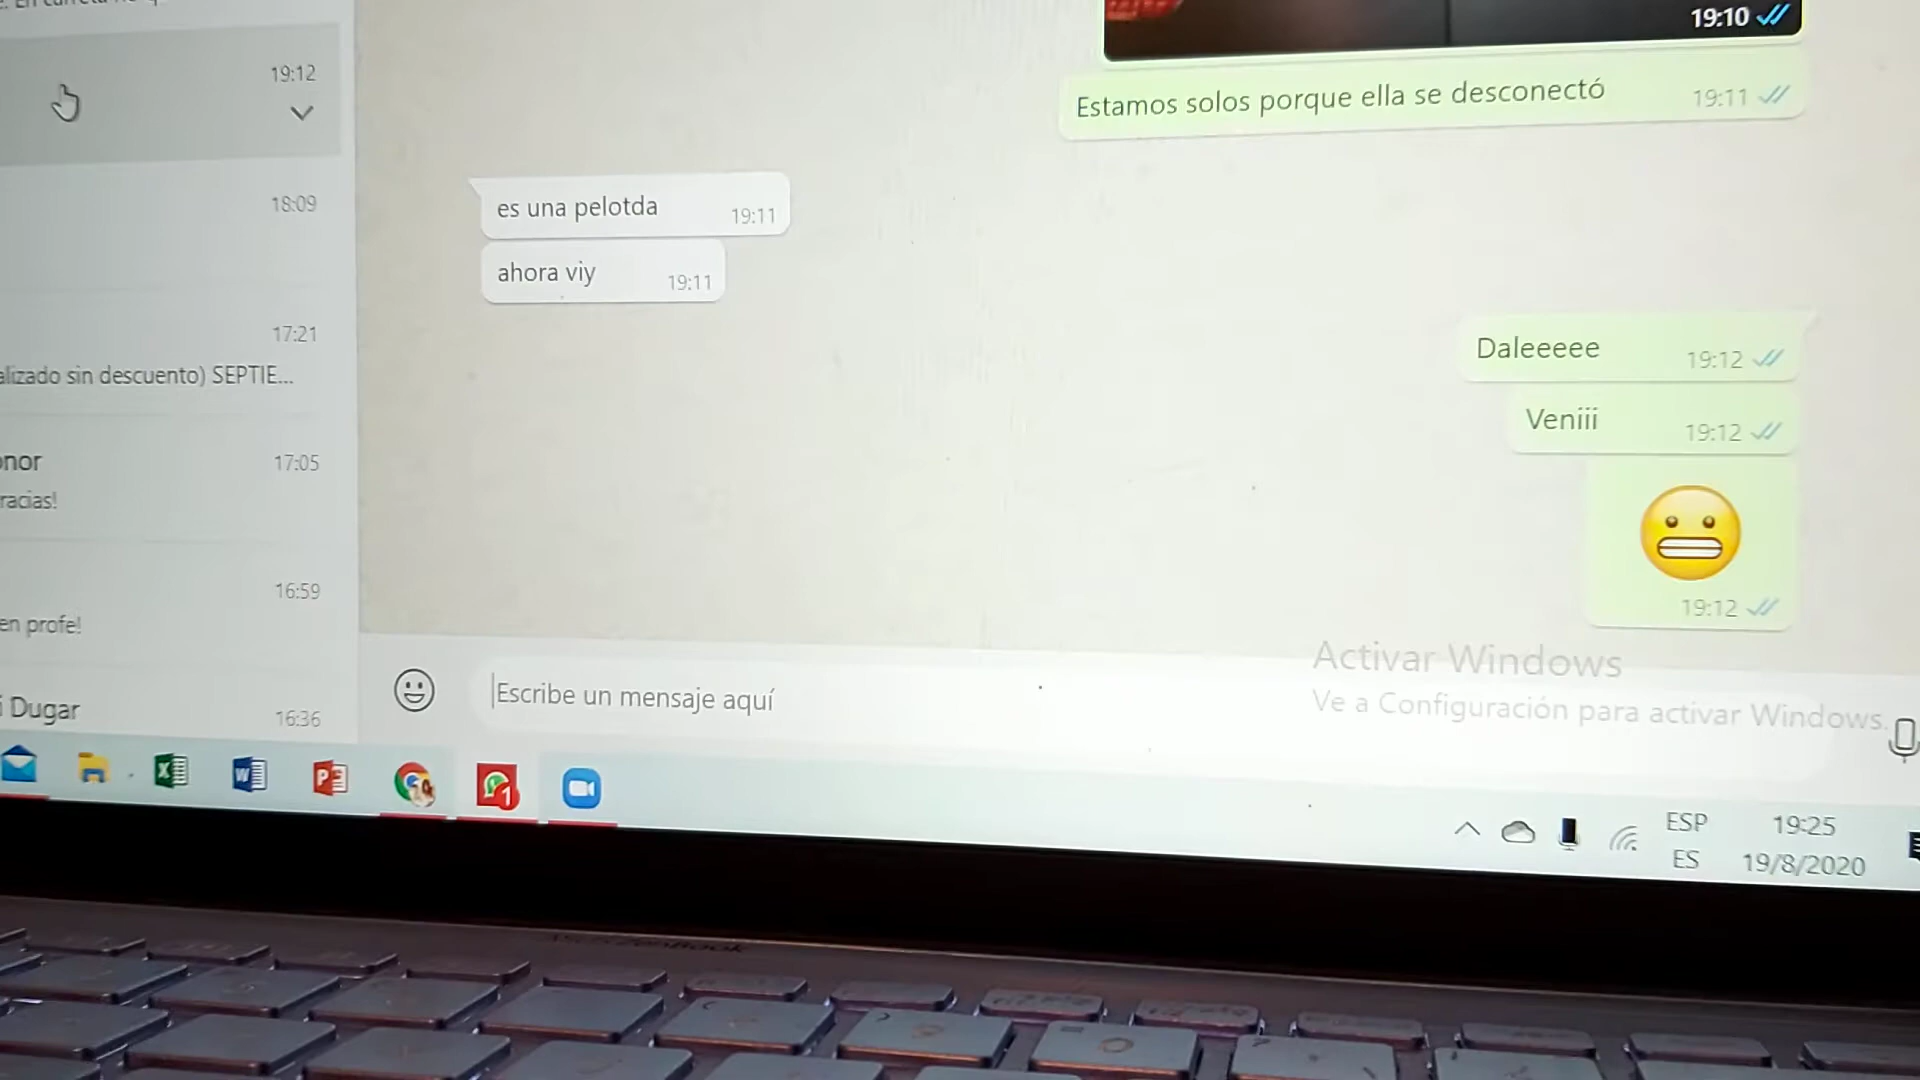 19:12
18:09
17:21
alizado sin descuento) SEPTIE...
onor
17:05
racias!
16:59
en profe!
i Dugar
16:36
19:10
Estamos solos porque ella se desconectó
19:11
es una pelotda
19:11
ahora viy
19:11
Daleeeee
19:12
Veniii
19:12
19:12
Activar Windows
Ve a Configuración para activar Windows.
Escribe un mensaje aquí
1
ESP
ES
19:25
19/8/2020